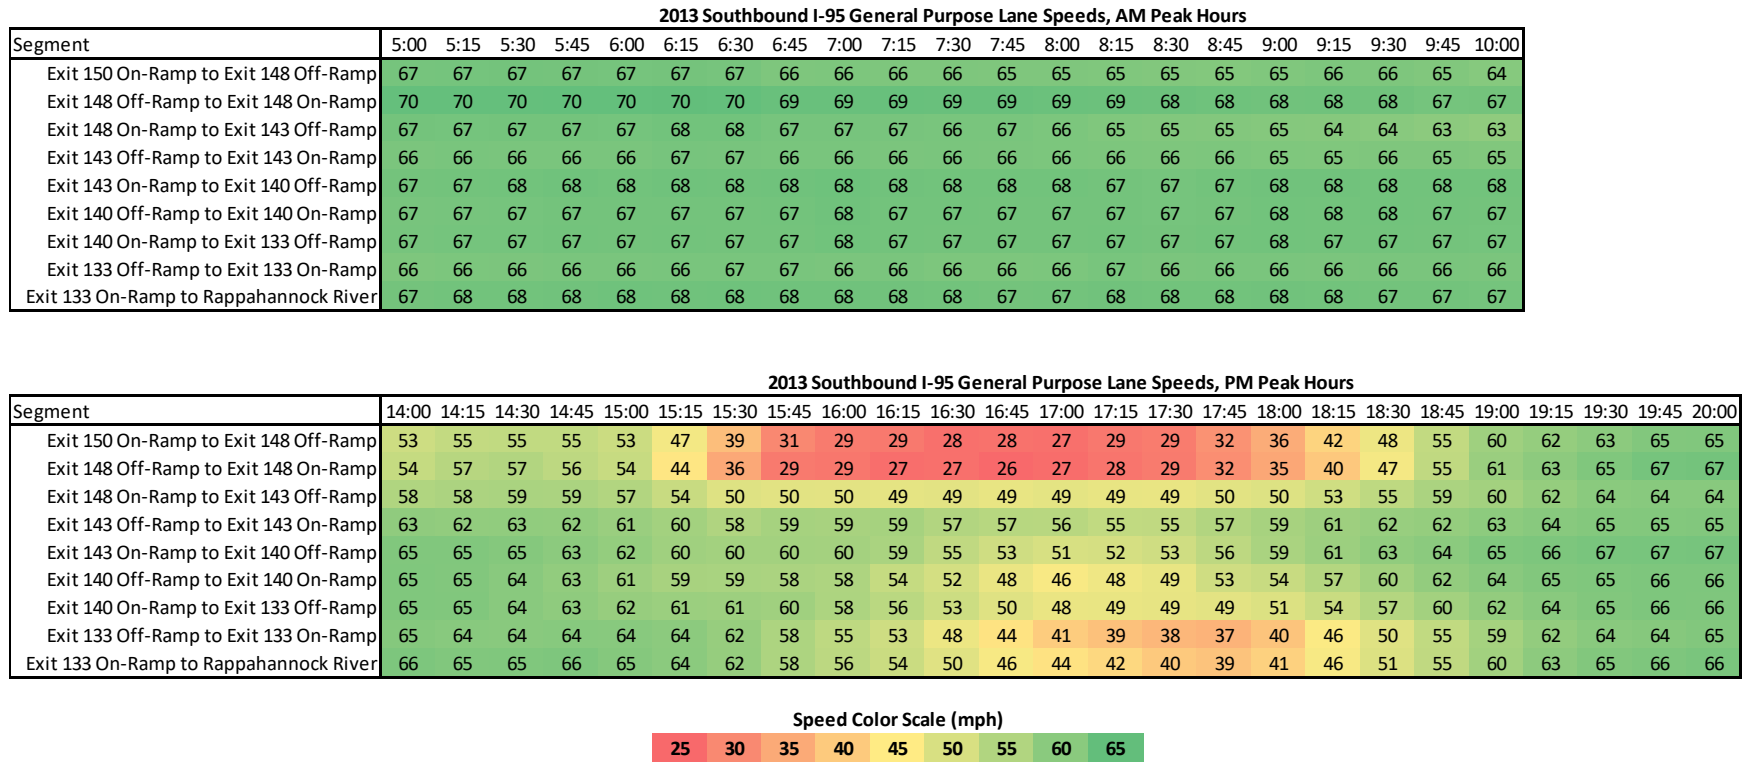 2013 Southbound I-95 General Purpose Lane Speeds, AM Peak Hours
Segment 5:00 5:15 5:30 5:45 6:00 6:15 6:30 6:45 7:00 7:15 7:30 7:45 8:00 8:15 8:30 8:45 9:00 9:15 9:30 9:45 10:00
Exit 150 On-Ramp to Exit 148 Off-Ramp 67 67 67 67 67 67 67 66 66 66 66 65 65 65 65 65 65 66 66 65 64
Exit 148 Off-Ramp to Exit 148 On-Ramp 70 70 70 70 70 70 70 69 69 69 69 69 69 69 68 68 68 68 68 67 67
Exit 148 On-Ramp to Exit 143 Off-Ramp 67 67 67 67 67 68 68 67 67 67 66 67 66 65 65 65 65 64 64 63 63
Exit 143 Off-Ramp to Exit 143 On-Ramp 66 66 66 66 66 67 67 66 66 66 66 66 66 66 66 66 65 65 66 65 65
Exit 143 On-Ramp to Exit 140 Off-Ramp 67 67 68 68 68 68 68 68 68 68 68 68 68 67 67 67 68 68 68 68 68
Exit 140 Off-Ramp to Exit 140 On-Ramp 67 67 67 67 67 67 67 67 68 67 67 67 67 67 67 67 68 68 68 67 67
Exit 140 On-Ramp to Exit 133 Off-Ramp 67 67 67 67 67 67 67 67 68 67 67 67 67 67 67 67 68 67 67 67 67
Exit 133 Off-Ramp to Exit 133 On-Ramp 66 66 66 66 66 66 67 67 66 66 66 66 66 67 66 66 66 66 66 66 66
Exit 133 On-Ramp to Rappahannock River 67 68 68 68 68 68 68 68 68 68 68 67 67 68 68 68 68 68 67 67 67
2013 Southbound I-95 General Purpose Lane Speeds, PM Peak Hours
Segment 14:00 14:15 14:30 14:45 15:00 15:15 15:30 15:45 16:00 16:15 16:30 16:45 17:00 17:15 17:30 17:45 18:00 18:15 18:30 18:45 19:00 19:15 19:30 19:45 20:00
Exit 150 On-Ramp to Exit 148 Off-Ramp 53 55 55 55 53 47 39 31 29 29 28 28 27 29 29 32 36 42 48 55 60 62 63 65 65
Exit 148 Off-Ramp to Exit 148 On-Ramp 54 57 57 56 54 44 36 29 29 27 27 26 27 28 29 32 35 40 47 55 61 63 65 67 67
Exit 148 On-Ramp to Exit 143 Off-Ramp 58 58 59 59 57 54 50 50 50 49 49 49 49 49 49 50 50 53 55 59 60 62 64 64 64
Exit 143 Off-Ramp to Exit 143 On-Ramp 63 62 63 62 61 60 58 59 59 59 57 57 56 55 55 57 59 61 62 62 63 64 65 65 65
Exit 143 On-Ramp to Exit 140 Off-Ramp 65 65 65 63 62 60 60 60 60 59 55 53 51 52 53 56 59 61 63 64 65 66 67 67 67
Exit 140 Off-Ramp to Exit 140 On-Ramp 65 65 64 63 61 59 59 58 58 54 52 48 46 48 49 53 54 57 60 62 64 65 65 66 66
Exit 140 On-Ramp to Exit 133 Off-Ramp 65 65 64 63 62 61 61 60 58 56 53 50 48 49 49 49 51 54 57 60 62 64 65 66 66
Exit 133 Off-Ramp to Exit 133 On-Ramp 65 64 64 64 64 64 62 58 55 53 48 44 41 39 38 37 40 46 50 55 59 62 64 64 65
Exit 133 On-Ramp to Rappahannock River 66 65 65 66 65 64 62 58 56 54 50 46 44 42 40 39 41 46 51 55 60 63 65 66 66
Speed Color Scale (mph)
25 30 35 40 45 50 55 60 65